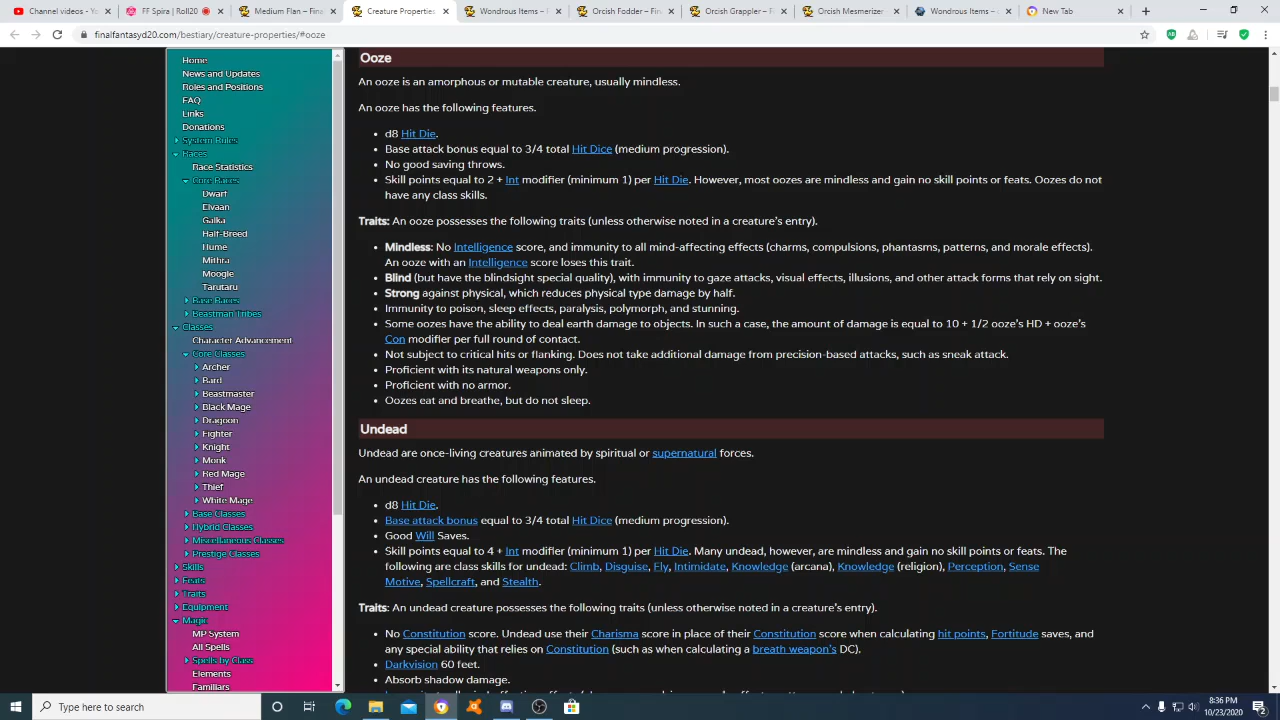 Channel videos - Yo
FF Spira | Roll20
Medium Flan – Final
Creature Properties
Wondrous Items – F
Orcish Fodder – Fin
Orcish Grappler – F
Orcish Mesmerizer
Wondrous Items –
New Tab
finalfantasyd20.com/bestiary/creature-properties/#ooze
Home
News and Updates
Roles and Positions
FAQ
Links
Donations
System Rules
Races
Race Statistics
Core Races
Dwarf
Elvaan
Galka
Half-Breed
Hume
Mithra
Moogle
Tarutaru
Base Races
Beastman Tribes
Classes
Character Advancement
Core Classes
Archer
Bard
Beastmaster
Black Mage
Dragoon
Fighter
Knight
Monk
Red Mage
Thief
White Mage
Base Classes
Hybrid Classes
Miscellaneous Classes
Prestige Classes
Skills
Feats
Traits
Equipment
Magic
MP System
All Spells
Spells by Class
Elements
Familiars
Ooze
An ooze is an amorphous or mutable creature, usually mindless.
An ooze has the following features.
d8 Hit Die.
Base attack bonus equal to 3/4 total Hit Dice (medium progression).
No good saving throws.
Skill points equal to 2 + Int modifier (minimum 1) per Hit Die. However, most oozes are mindless and gain no skill points or feats. Oozes do not
have any class skills.
Traits: An ooze possesses the following traits (unless otherwise noted in a creature's entry).
Mindless: No Intelligence score, and immunity to all mind-affecting effects (charms, compulsions, phantasms, patterns, and morale effects).
An ooze with an Intelligence score loses this trait.
Blind (but have the blindsight special quality), with immunity to gaze attacks, visual effects, illusions, and other attack forms that rely on sight.
Strong against physical, which reduces physical type damage by half.
Immunity to poison, sleep effects, paralysis, polymorph, and stunning.
Some oozes have the ability to deal earth damage to objects. In such a case, the amount of damage is equal to 10 + 1/2 ooze's HD + ooze's
Con modifier per full round of contact.
Not subject to critical hits or flanking. Does not take additional damage from precision-based attacks, such as sneak attack.
Proficient with its natural weapons only.
Proficient with no armor.
Oozes eat and breathe, but do not sleep.
Undead
Undead are once-living creatures animated by spiritual or supernatural forces.
An undead creature has the following features.
d8 Hit Die.
Base attack bonus equal to 3/4 total Hit Dice (medium progression).
Good Will Saves.
Skill points equal to 4 + Int modifier (minimum 1) per Hit Die. Many undead, however, are mindless and gain no skill points or feats. The
following are class skills for undead: Climb, Disguise, Fly, Intimidate, Knowledge (arcana), Knowledge (religion), Perception, Sense
Motive, Spellcraft, and Stealth.
Traits: An undead creature possesses the following traits (unless otherwise noted in a creature's entry).
No Constitution score. Undead use their Charisma score in place of their Constitution score when calculating hit points, Fortitude saves, and
any special ability that relies on Constitution (such as when calculating a breath weapon's DC).
Darkvision 60 feet.
Absorb shadow damage.
Type here to search
8:36 PM
10/23/2020
2